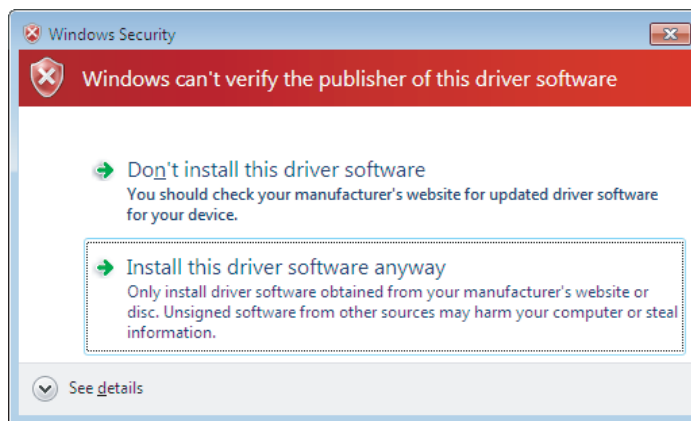 Windows Security
Windows can't verify the publisher of this driver software
Don't install this driver software
You should check your manufacturer's website for updated driver software
for your device.
Install this driver software anyway
Only install driver software obtained from your manufacturer's website or
disc. Unsigned software from other sources may harm your computer or steal
information.
See details